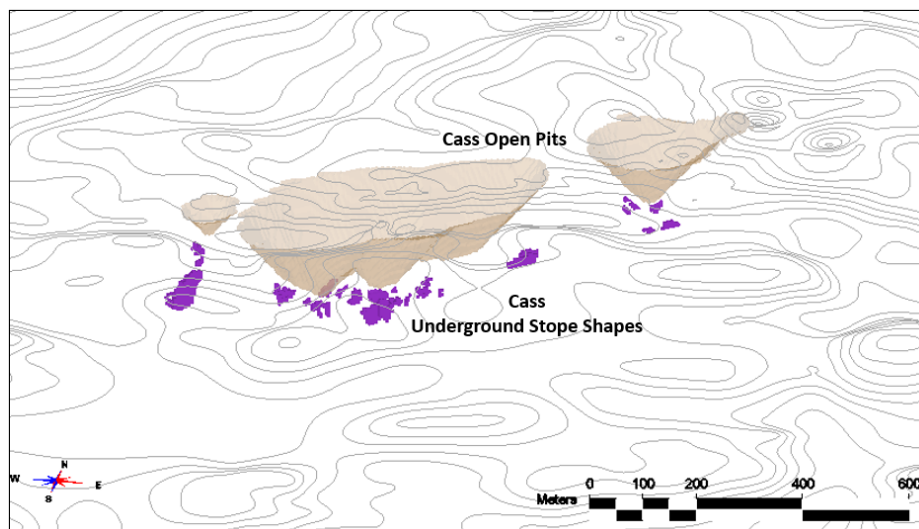 Cass Open Pits
Cass
Underground Stope Shapes
N
W
E
S
0 100 200 400 600
Meters